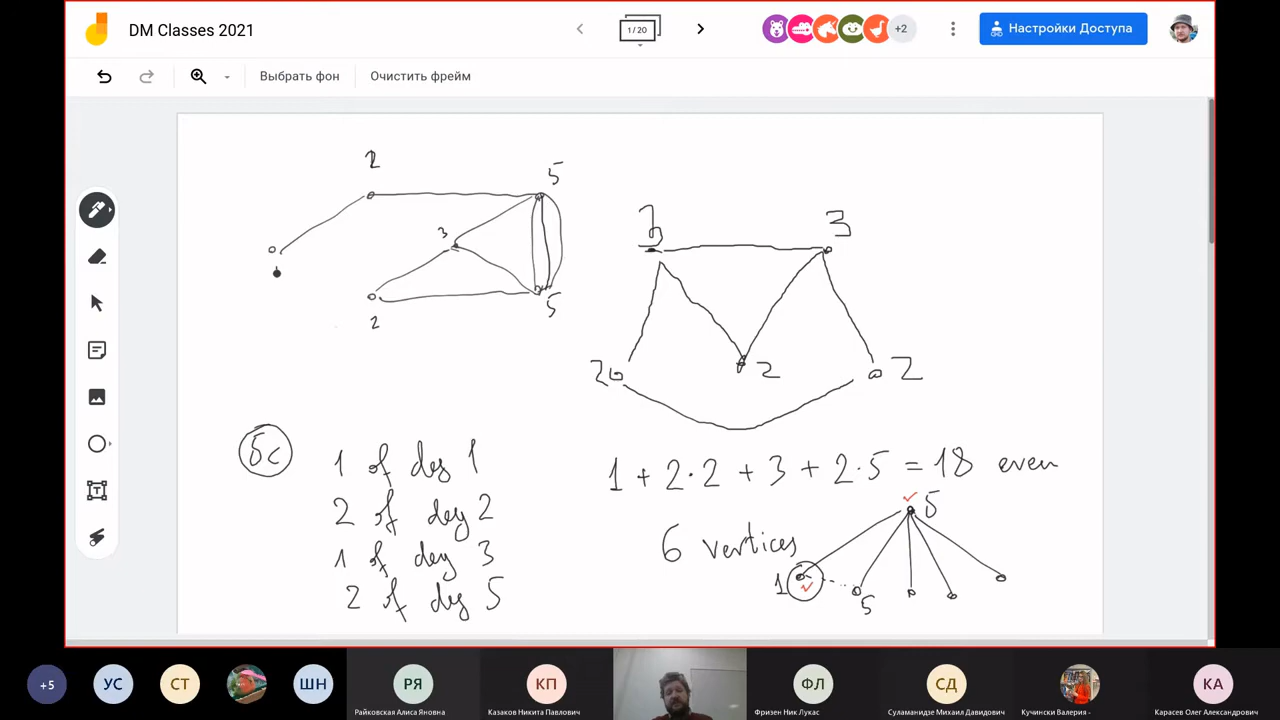 DM Classes 2021
1/20
+2
Настройки Доступа
Выбрать фон
Очистить фрейм
2
5
3
5
2
3
3
2
2
2
5c
1 of deg 1
2 of deg 2
1 of deg 3
2 of deg 5
1 + 2·2 + 3 + 2·5 = 18 even
6 vertices
5
1
5
+5
УС
СТ
ШН
РЯ
Райковская Алиса Яновна
КП
Казаков Никита Павлович
ФЛ
Фризен Ник Лукас
СД
Суламанидзе Михаил Давидович
Кучински Валерия -
КА
Карасев Олег Александрович